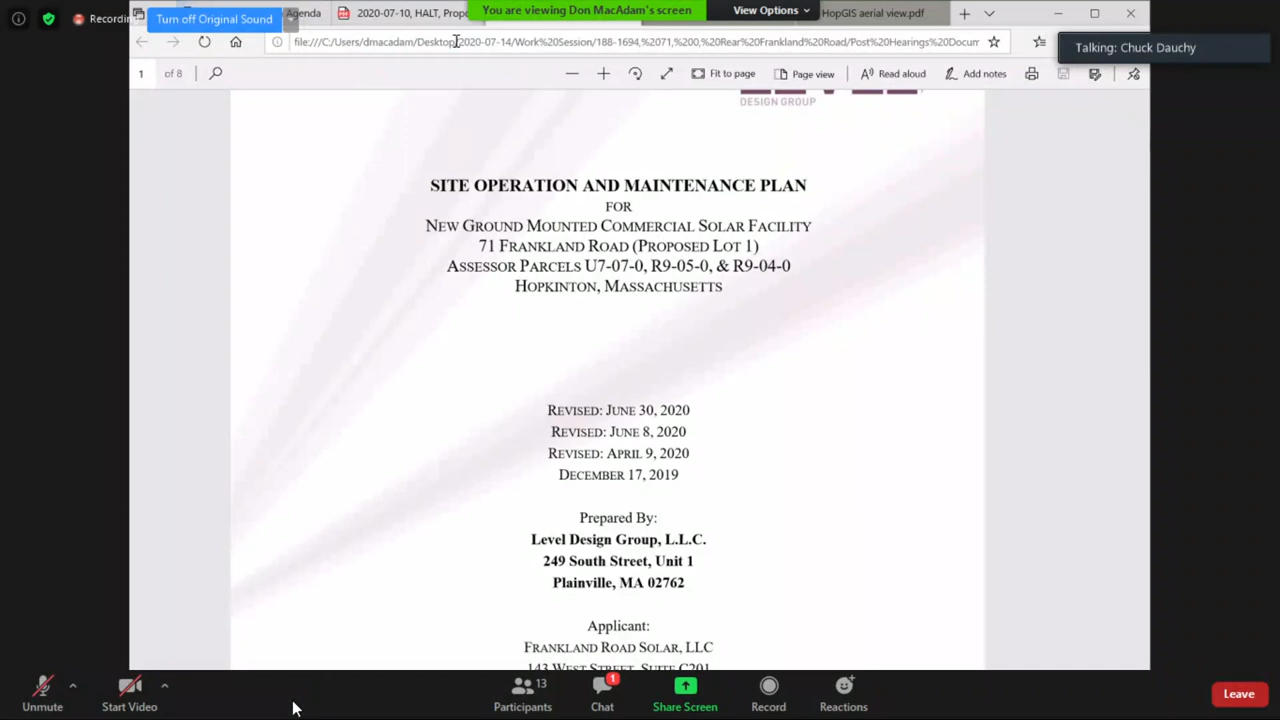 Recordin
Turn off Original Sound
Agenda
2020-07-10, HALT, Propo
You are viewing Don MacAdam's screen
View Options
HopGIS aerial view.pdf
file:///C:/Users/dmacadam/Desktop/2020-07-14/Work%20Session/188-1694,%2071,%200,%20Rear%20Frankland%20Road/Post%20Hearings%20Docum
Talking: Chuck Dauchy
1 of 8
Fit to page
Page view
Read aloud
Add notes
DESIGN GROUP
SITE OPERATION AND MAINTENANCE PLAN
FOR
NEW GROUND MOUNTED COMMERCIAL SOLAR FACILITY
71 FRANKLAND ROAD (PROPOSED LOT 1)
ASSESSOR PARCELS U7-07-0, R9-05-0, & R9-04-0
HOPKINTON, MASSACHUSETTS
REVISED: JUNE 30, 2020
REVISED: JUNE 8, 2020
REVISED: APRIL 9, 2020
DECEMBER 17, 2019
Prepared By:
Level Design Group, L.L.C.
249 South Street, Unit 1
Plainville, MA 02762
Applicant:
FRANKLAND ROAD SOLAR, LLC
143 WEST STREET, SUITE C201
Unmute
Start Video
13
Participants
1
Chat
Share Screen
Record
Reactions
Leave